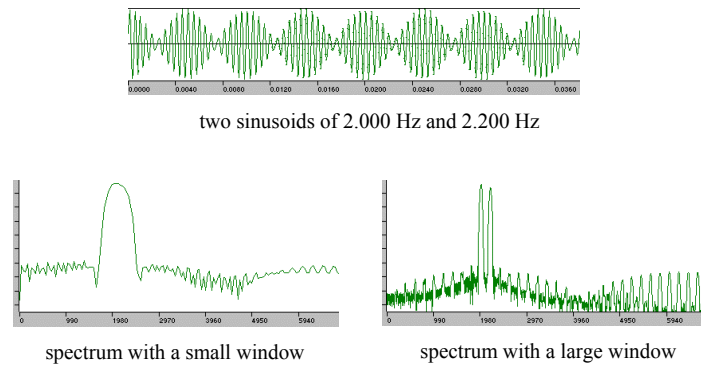 0.0000 0.0040 0.0080 0.0120 0.0160 0.0200 0.0240 0.0280 0.0320 0.0360
two sinusoids of 2.000 Hz and 2.200 Hz
0 990 1980 2970 3960 4950 5940
0 990 1980 2970 3960 4950 5940
spectrum with a small window
spectrum with a large window